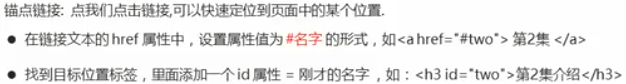 锚点链接: 点我们点击链接,可以快速定位到页面中的某个位置.
● 在链接文本的 href 属性中，设置属性值为 #名字 的形式，如<a href="#two"> 第2集 </a>
● 找到目标位置标签，里面添加一个 id 属性 = 刚才的名字 ，如：<h3 id="two">第2集介绍</h3>